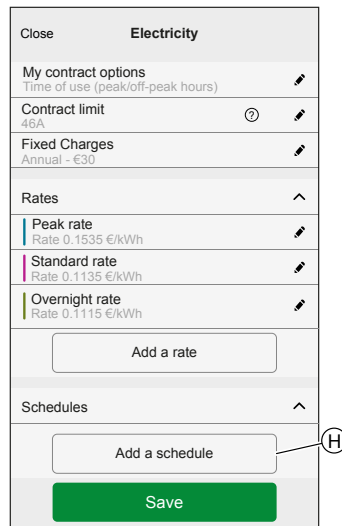 Close Electricity
My contract options
Time of use (peak/off-peak hours)
Contract limit ?
46A
Fixed Charges
Annual - €30
Rates
Peak rate
Rate 0.1535 €/kWh
Standard rate
Rate 0.1135 €/kWh
Overnight rate
Rate 0.1115 €/kWh
Add a rate
Schedules
Add a schedule H
Save